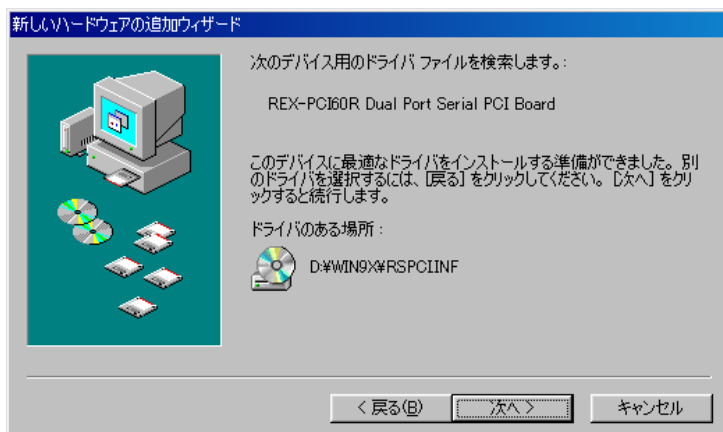 新しいハードウェアの追加ウィザード
次のデバイス用のドライバ ファイルを検索します。:
REX-PCI60R Dual Port Serial PCI Board
このデバイスに最適なドライバをインストールする準備ができました。別
のドライバを選択するには、[戻る] をクリックしてください。[次へ] をクリ
ックすると続行します。
ドライバのある場所 :
D:¥WIN9X¥RSPCIINF
< 戻る(B)
次へ >
キャンセル